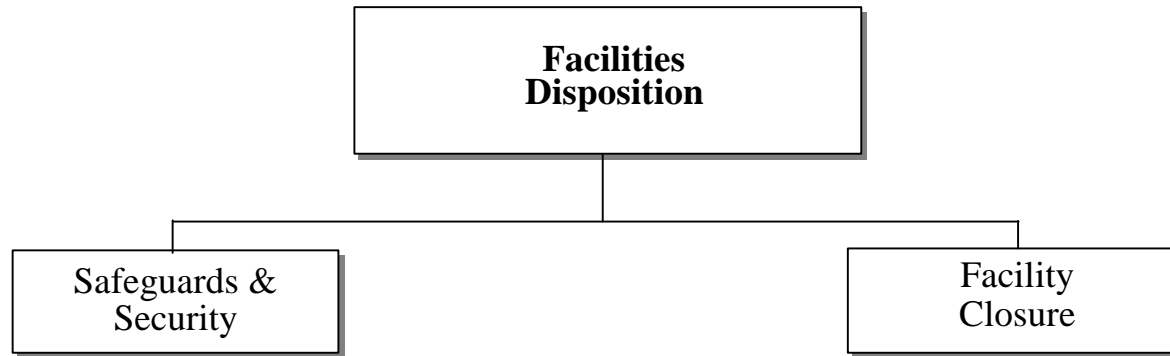 Facilities
Disposition
Safeguards &
Security
Facility
Closure